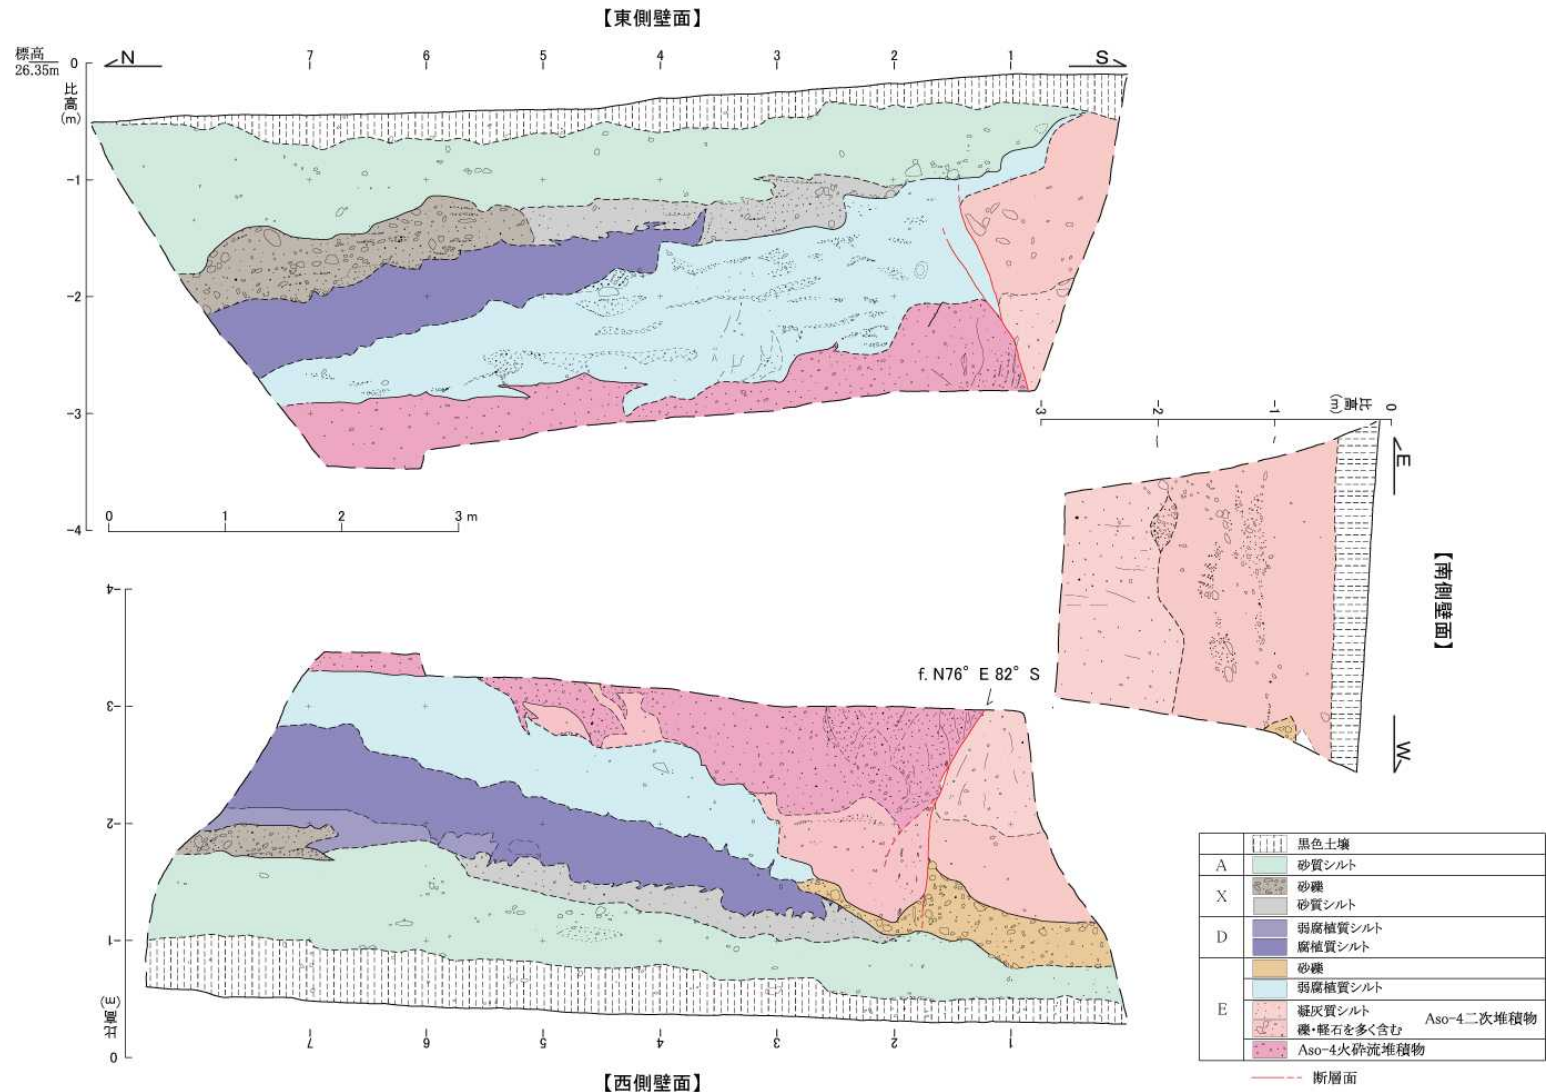 【東側壁面】
標高
26.35m
N
7 6 5 4 3 2 1
S
0
比高
(m)
-1
-2
-3
-4
0 1 2 3 m
-3 -2 -1 0
比高
(m)
E
W
【南側壁面】
f. N76° E 82° S
-4
-3
-2
-1
0
比高
(m)
7 6 5 4 3 2 1
【西側壁面】
黒色土壌
A 砂質シルト
X 砂礫
砂質シルト
D 弱腐植質シルト
腐植質シルト
E 砂礫
弱腐植質シルト
凝灰質シルト
礫・軽石を多く含む Aso-4二次堆積物
Aso-4火砕流堆積物
断層面